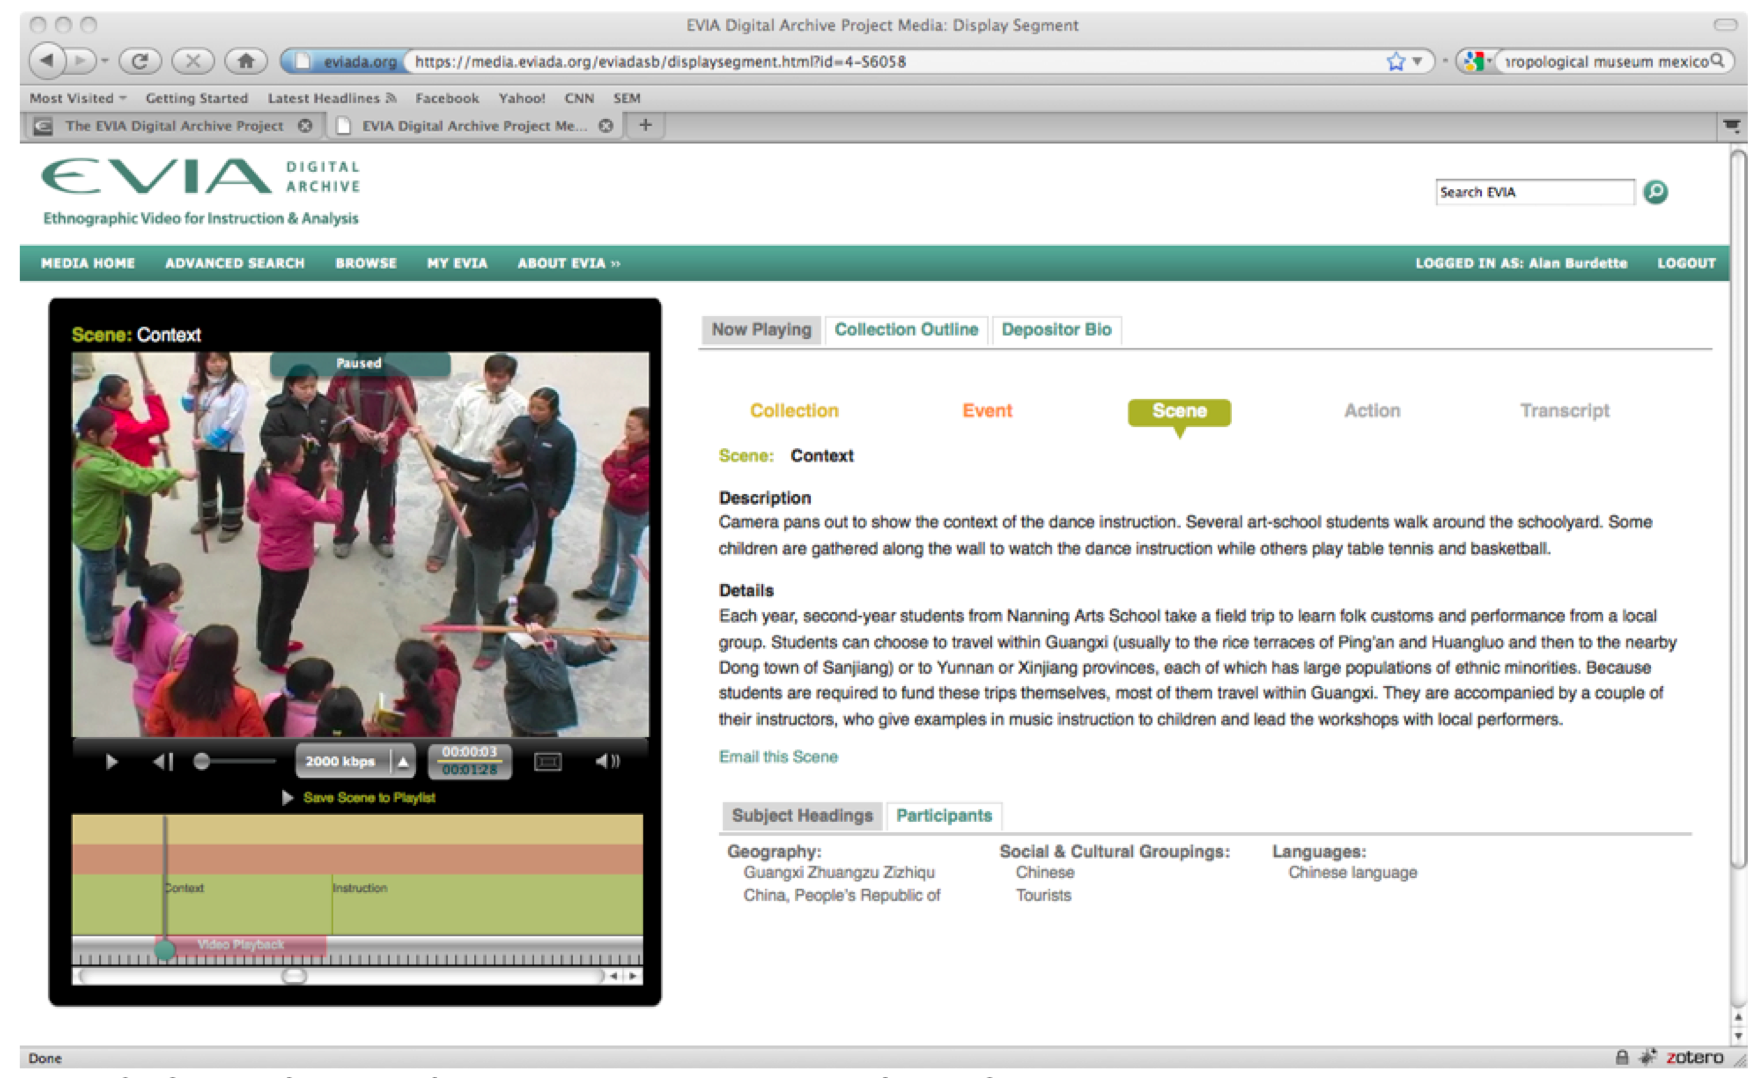 EVIA Digital Archive Project Media: Display Segment
eviada.org https://media.eviada.org/eviadasb/displaysegment.html?id=4-S6058
ropological museum mexico
Most Visited Getting Started Latest Headlines Facebook Yahoo! CNN SEM
The EVIA Digital Archive Project EVIA Digital Archive Project Me... +
EVIA DIGITAL
ARCHIVE
Ethnographic Video for Instruction & Analysis
Search EVIA
MEDIA HOME ADVANCED SEARCH BROWSE MY EVIA ABOUT EVIA »
LOGGED IN AS: Alan Burdette LOGOUT
Scene: Context
Paused
2000 kbps
00:00:03
00:01:28
Save Scene to Playlist
Context Instruction
Video Playback
Now Playing Collection Outline Depositor Bio
Collection Event Scene Action Transcript
Scene: Context
Description
Camera pans out to show the context of the dance instruction. Several art-school students walk around the schoolyard. Some
children are gathered along the wall to watch the dance instruction while others play table tennis and basketball.
Details
Each year, second-year students from Nanning Arts School take a field trip to learn folk customs and performance from a local
group. Students can choose to travel within Guangxi (usually to the rice terraces of Ping'an and Huangluo and then to the nearby
Dong town of Sanjiang) or to Yunnan or Xinjiang provinces, each of which has large populations of ethnic minorities. Because
students are required to fund these trips themselves, most of them travel within Guangxi. They are accompanied by a couple of
their instructors, who give examples in music instruction to children and lead the workshops with local performers.
Email this Scene
Subject Headings Participants
Geography:
Guangxi Zhuangzu Zizhiqu
China, People's Republic of
Social & Cultural Groupings:
Chinese
Tourists
Languages:
Chinese language
Done
zotero